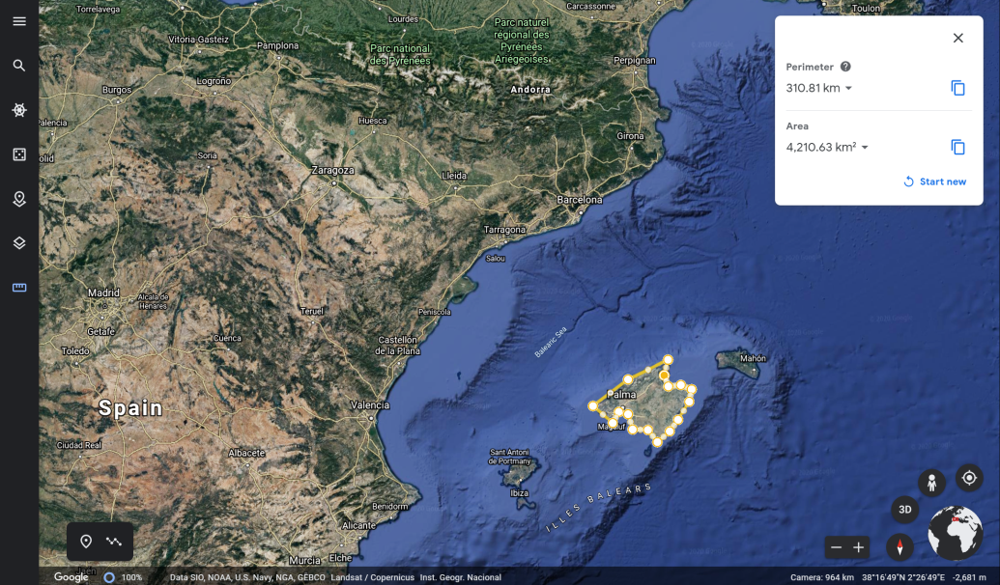 Torrelavega
Lourdes
Carcassonne
Toulon
Vitoria-Gasteiz
Pamplona
Parc national
des Pyrénées
Parc naturel
régional des
Pyrénées
Ariégeoises
Perpignan
Burgos
Logroño
Andorra
Palencia
Huesca
Girona
Soria
Zaragoza
Lleida
Barcelona
Tarragona
Salou
Madrid
Alcalá de
Henares
Teruel
Peniscola
Getafe
Toledo
Cuenca
Castellón
de la Plana
Balearic Sea
Mahón
Palma
Spain
Valencia
Magaluf
Ciudad Real
Albacete
Sant Antoni
de Portmany
Ibiza
ILLES BALEARS
Benidorm
Alicante
Murcia
Elche
Jaén
Perimeter ?
310.81 km
Area
4,210.63 km²
Start new
3D
Google
100%
Data SIO, NOAA, U.S. Navy, NGA, GEBCO Landsat / Copernicus Inst. Geogr. Nacional
Camera: 964 km 38°16'49"N 2°26'49"E -2,681 m